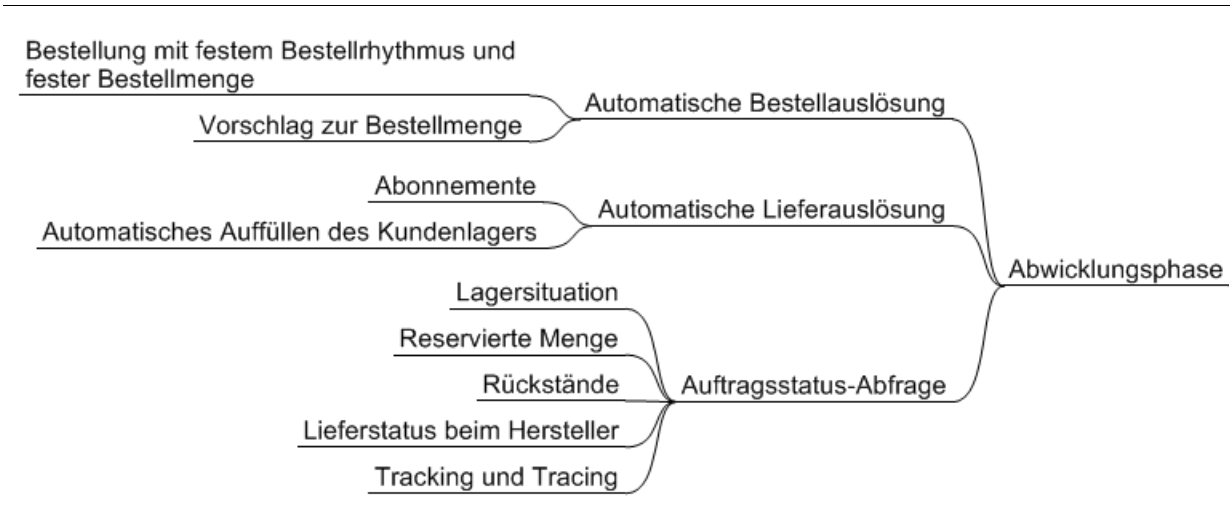 Bestellung mit festem Bestellrhythmus und
fester Bestellmenge
Automatische Bestellauslösung
Vorschlag zur Bestellmenge
Abonnemente
Automatische Lieferauslösung
Automatisches Auffüllen des Kundenlagers
Abwicklungsphase
Lagersituation
Reservierte Menge
Rückstände
Auftragsstatus-Abfrage
Lieferstatus beim Hersteller
Tracking und Tracing